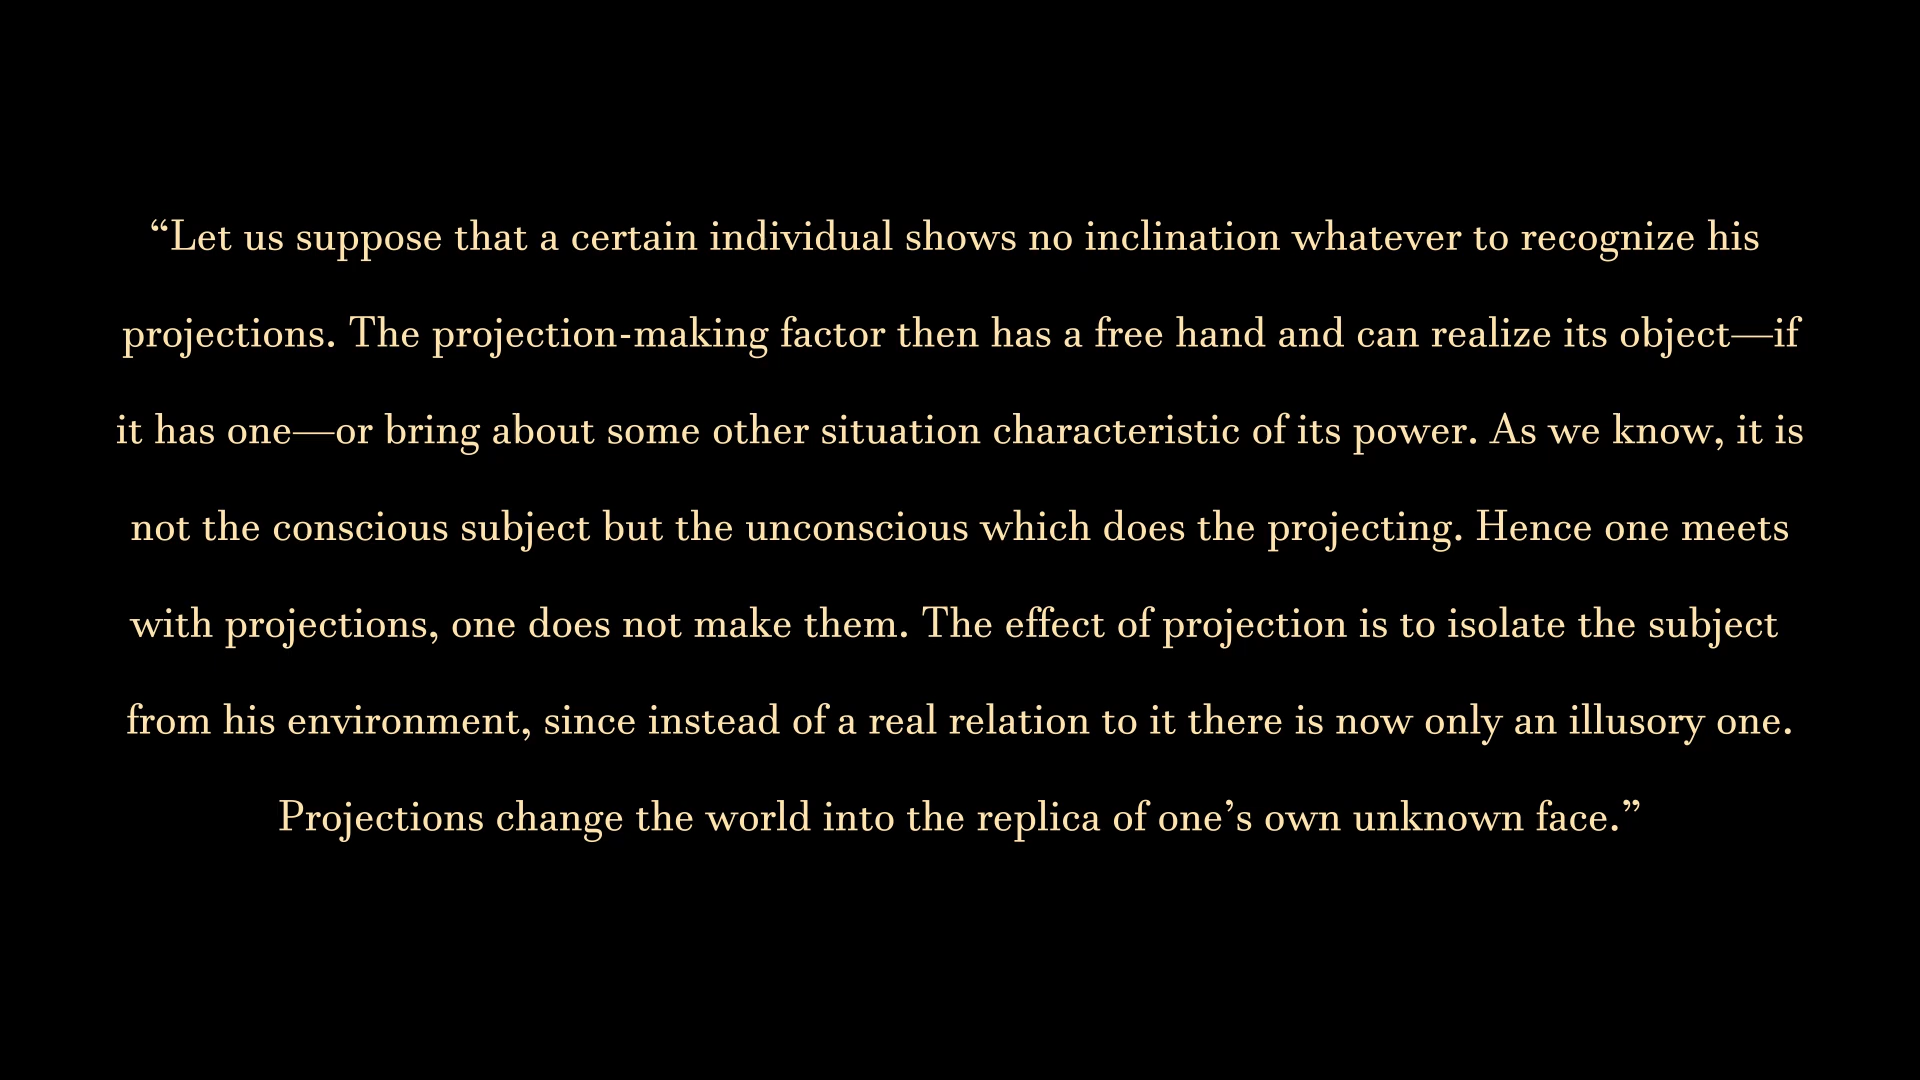 “Let us suppose that a certain individual shows no inclination whatever to recognize his
projections. The projection-making factor then has a free hand and can realize its object—if
it has one—or bring about some other situation characteristic of its power. As we know, it is
not the conscious subject but the unconscious which does the projecting. Hence one meets
with projections, one does not make them. The effect of projection is to isolate the subject
from his environment, since instead of a real relation to it there is now only an illusory one.
Projections change the world into the replica of one’s own unknown face.”